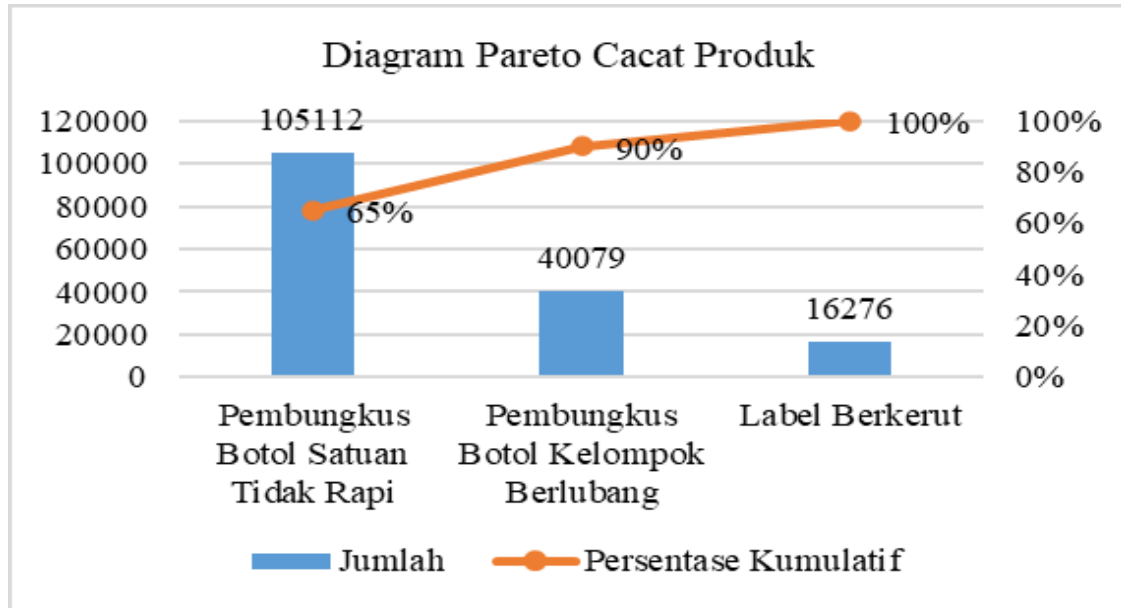 Diagram Pareto Cacat Produk
120000
100000
80000
60000
40000
20000
0
105112
40079
16276
65%
90%
100%
100%
80%
60%
40%
20%
0%
Pembungkus
Botol Satuan
Tidak Rapi
Pembungkus
Botol Kelompok
Berlubang
Label Berkerut
Jumlah
Persentase Kumulatif